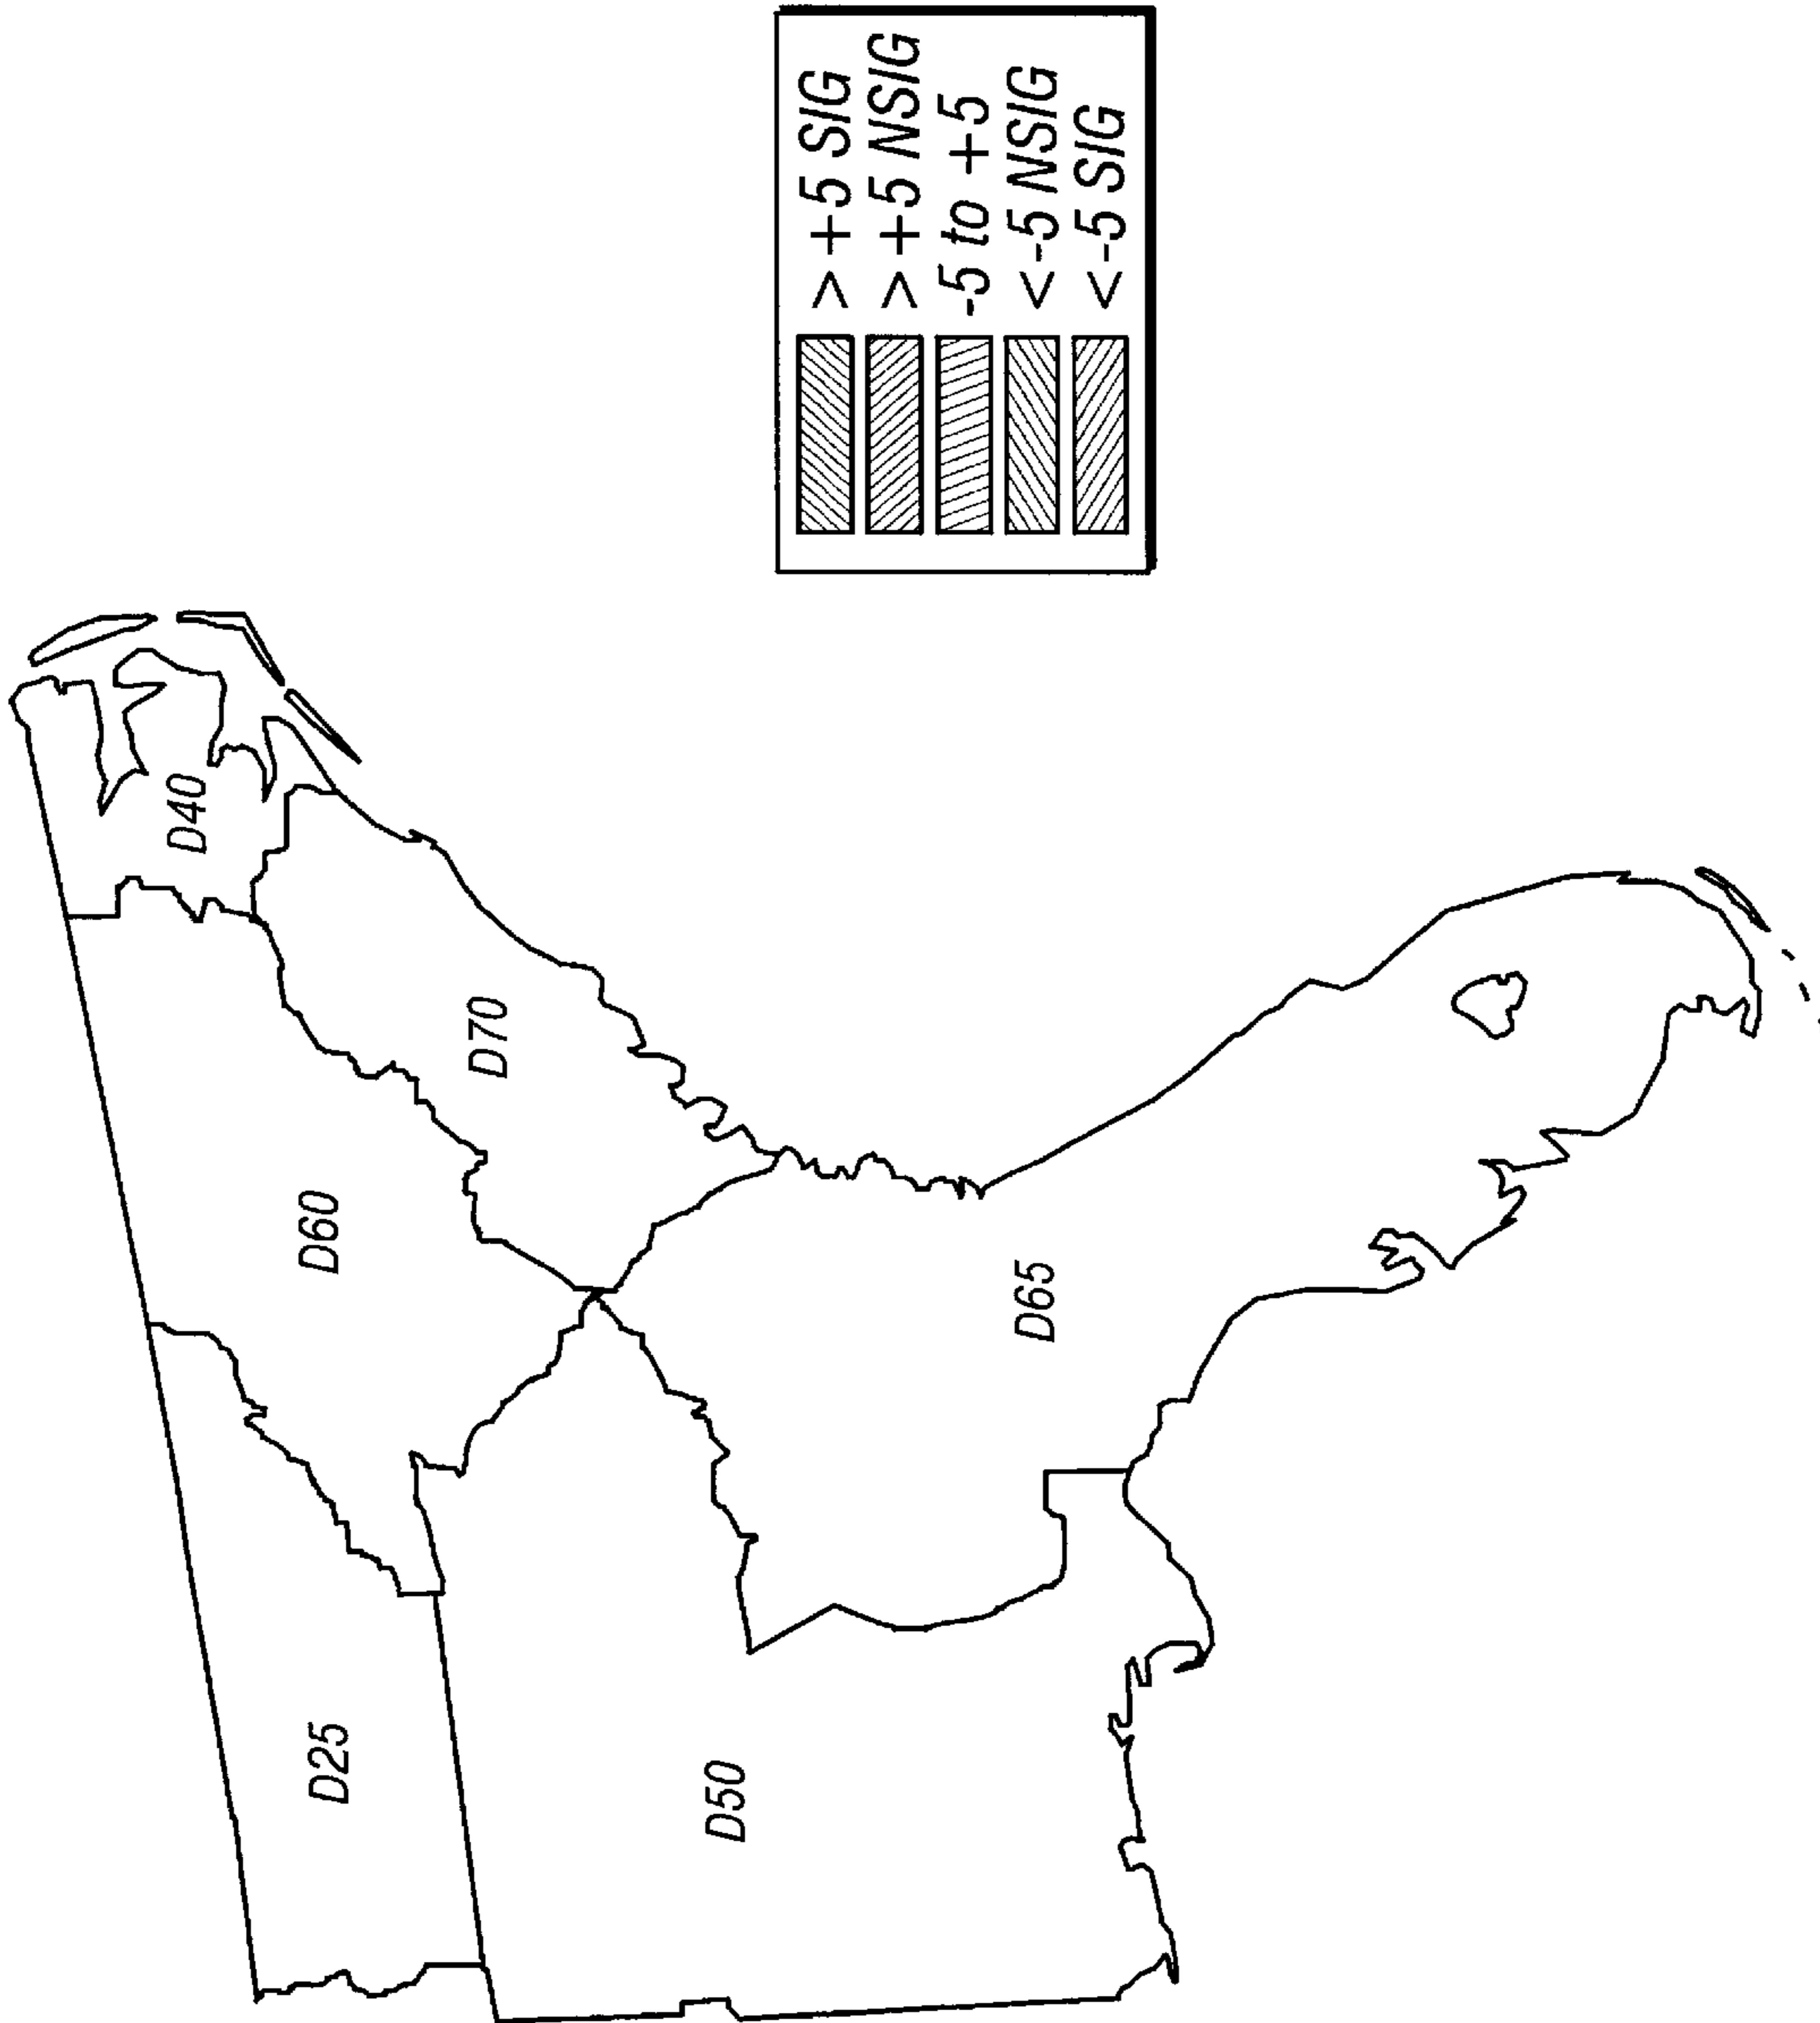 > +5 SIG
> +5 NSIG
-5 to +5
< -5 NSIG
< -5 SIG
D40
D70
D60
D65
D25
D50